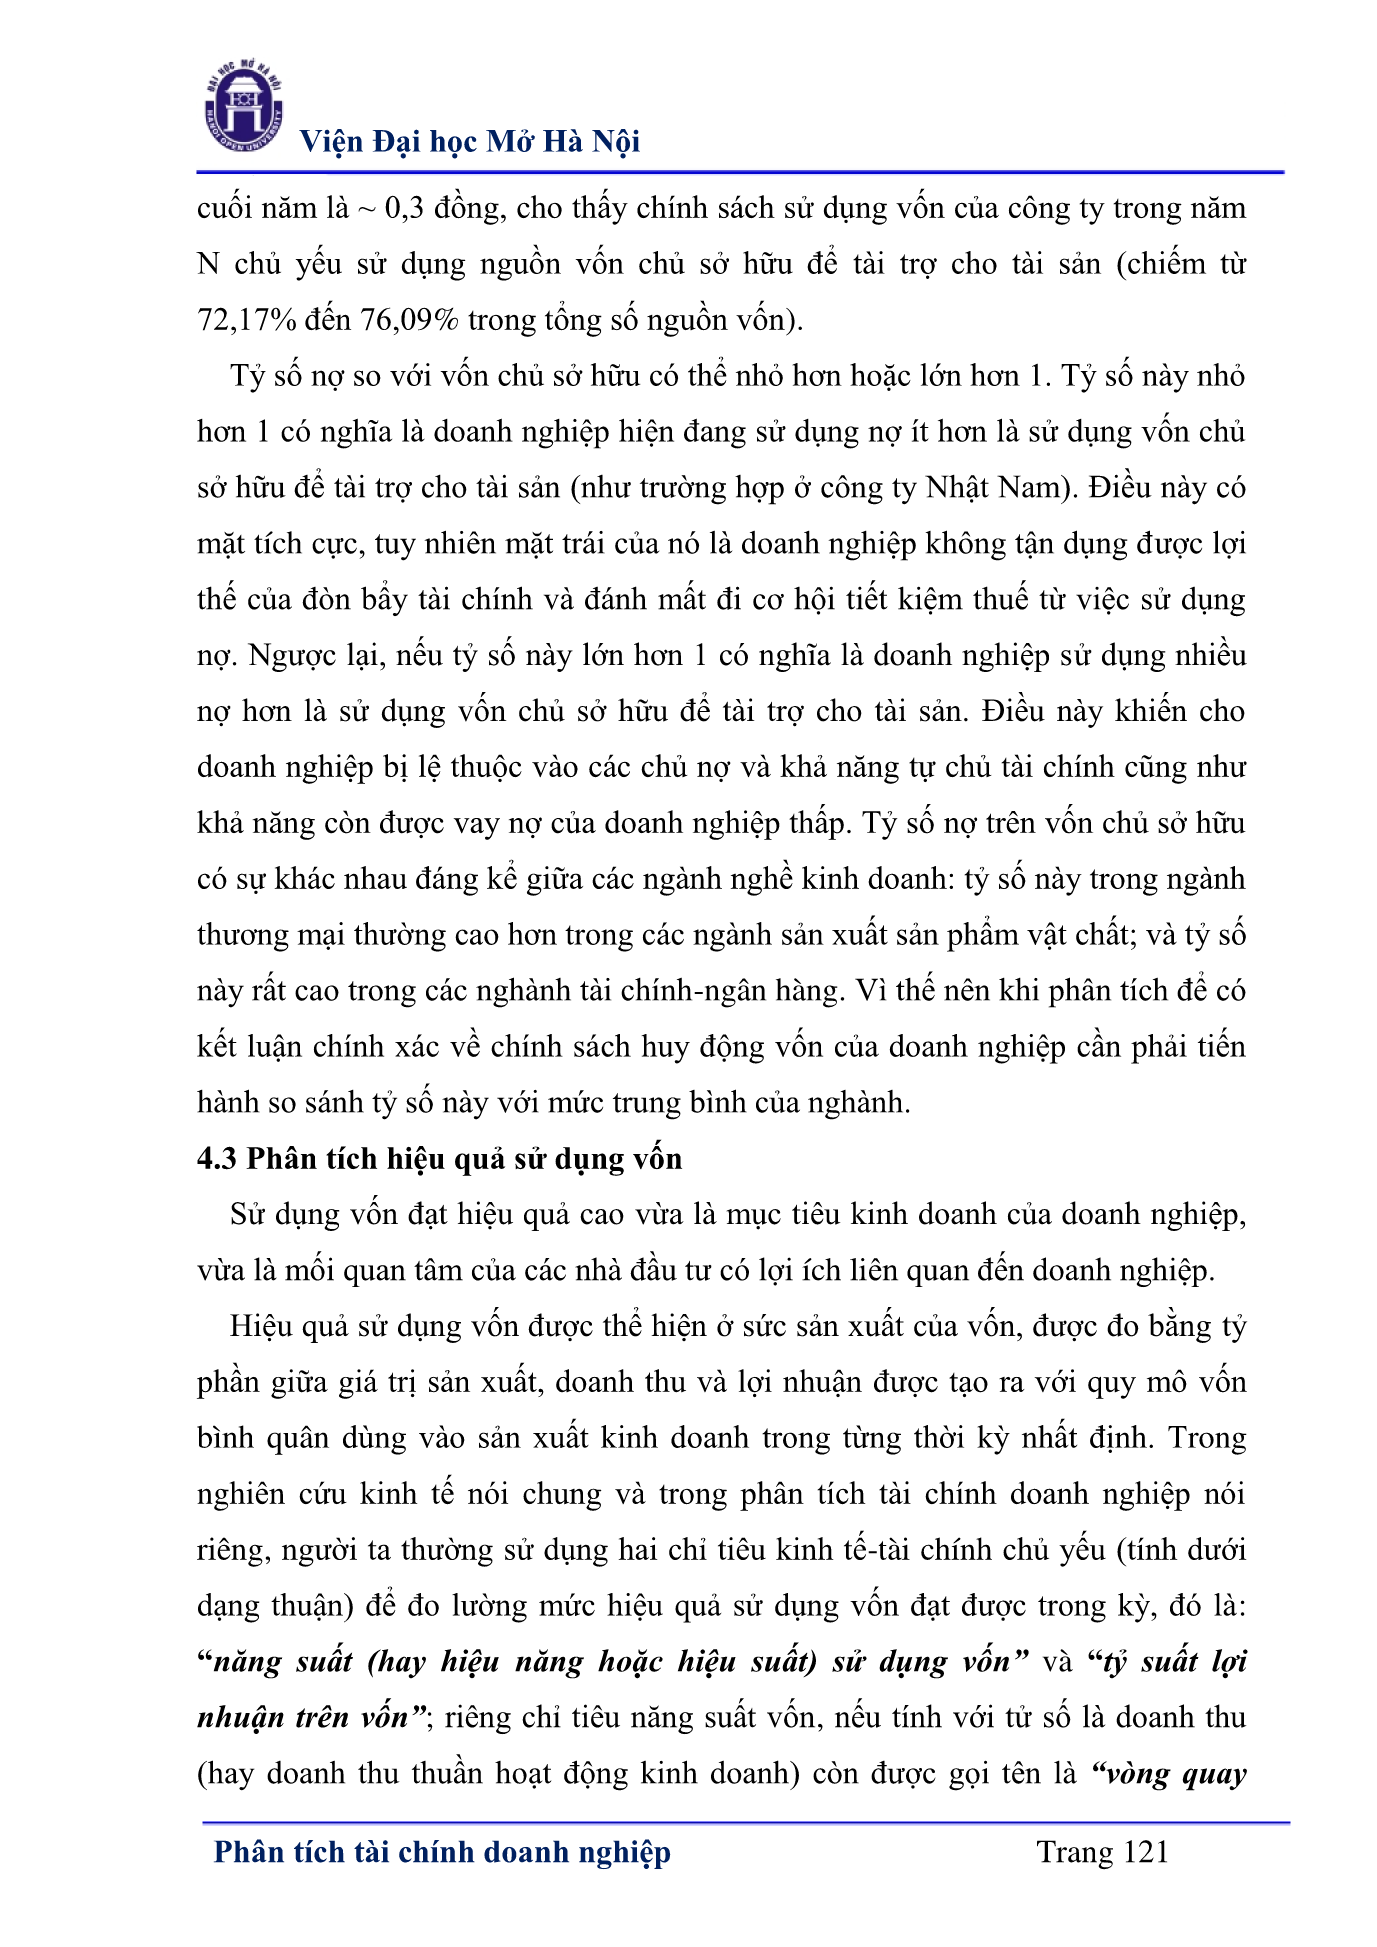 ĐẠI HỌC MỞ HÀ NỘI
HANOI OPEN UNIVERSITY
Viện Đại học Mở Hà Nội
cuối năm là ~ 0,3 đồng, cho thấy chính sách sử dụng vốn của công ty trong năm
N chủ yếu sử dụng nguồn vốn chủ sở hữu để tài trợ cho tài sản (chiếm từ
72,17% đến 76,09% trong tổng số nguồn vốn).
Tỷ số nợ so với vốn chủ sở hữu có thể nhỏ hơn hoặc lớn hơn 1. Tỷ số này nhỏ
hơn 1 có nghĩa là doanh nghiệp hiện đang sử dụng nợ ít hơn là sử dụng vốn chủ
sở hữu để tài trợ cho tài sản (như trường hợp ở công ty Nhật Nam). Điều này có
mặt tích cực, tuy nhiên mặt trái của nó là doanh nghiệp không tận dụng được lợi
thế của đòn bẩy tài chính và đánh mất đi cơ hội tiết kiệm thuế từ việc sử dụng
nợ. Ngược lại, nếu tỷ số này lớn hơn 1 có nghĩa là doanh nghiệp sử dụng nhiều
nợ hơn là sử dụng vốn chủ sở hữu để tài trợ cho tài sản. Điều này khiến cho
doanh nghiệp bị lệ thuộc vào các chủ nợ và khả năng tự chủ tài chính cũng như
khả năng còn được vay nợ của doanh nghiệp thấp. Tỷ số nợ trên vốn chủ sở hữu
có sự khác nhau đáng kể giữa các ngành nghề kinh doanh: tỷ số này trong ngành
thương mại thường cao hơn trong các ngành sản xuất sản phẩm vật chất; và tỷ số
này rất cao trong các nghành tài chính-ngân hàng. Vì thế nên khi phân tích để có
kết luận chính xác về chính sách huy động vốn của doanh nghiệp cần phải tiến
hành so sánh tỷ số này với mức trung bình của nghành.
4.3 Phân tích hiệu quả sử dụng vốn
Sử dụng vốn đạt hiệu quả cao vừa là mục tiêu kinh doanh của doanh nghiệp,
vừa là mối quan tâm của các nhà đầu tư có lợi ích liên quan đến doanh nghiệp.
Hiệu quả sử dụng vốn được thể hiện ở sức sản xuất của vốn, được đo bằng tỷ
phần giữa giá trị sản xuất, doanh thu và lợi nhuận được tạo ra với quy mô vốn
bình quân dùng vào sản xuất kinh doanh trong từng thời kỳ nhất định. Trong
nghiên cứu kinh tế nói chung và trong phân tích tài chính doanh nghiệp nói
riêng, người ta thường sử dụng hai chỉ tiêu kinh tế-tài chính chủ yếu (tính dưới
dạng thuận) để đo lường mức hiệu quả sử dụng vốn đạt được trong kỳ, đó là:
“năng suất (hay hiệu năng hoặc hiệu suất) sử dụng vốn” và “tỷ suất lợi
nhuận trên vốn”; riêng chỉ tiêu năng suất vốn, nếu tính với tử số là doanh thu
(hay doanh thu thuần hoạt động kinh doanh) còn được gọi tên là “vòng quay
Phân tích tài chính doanh nghiệp Trang 121